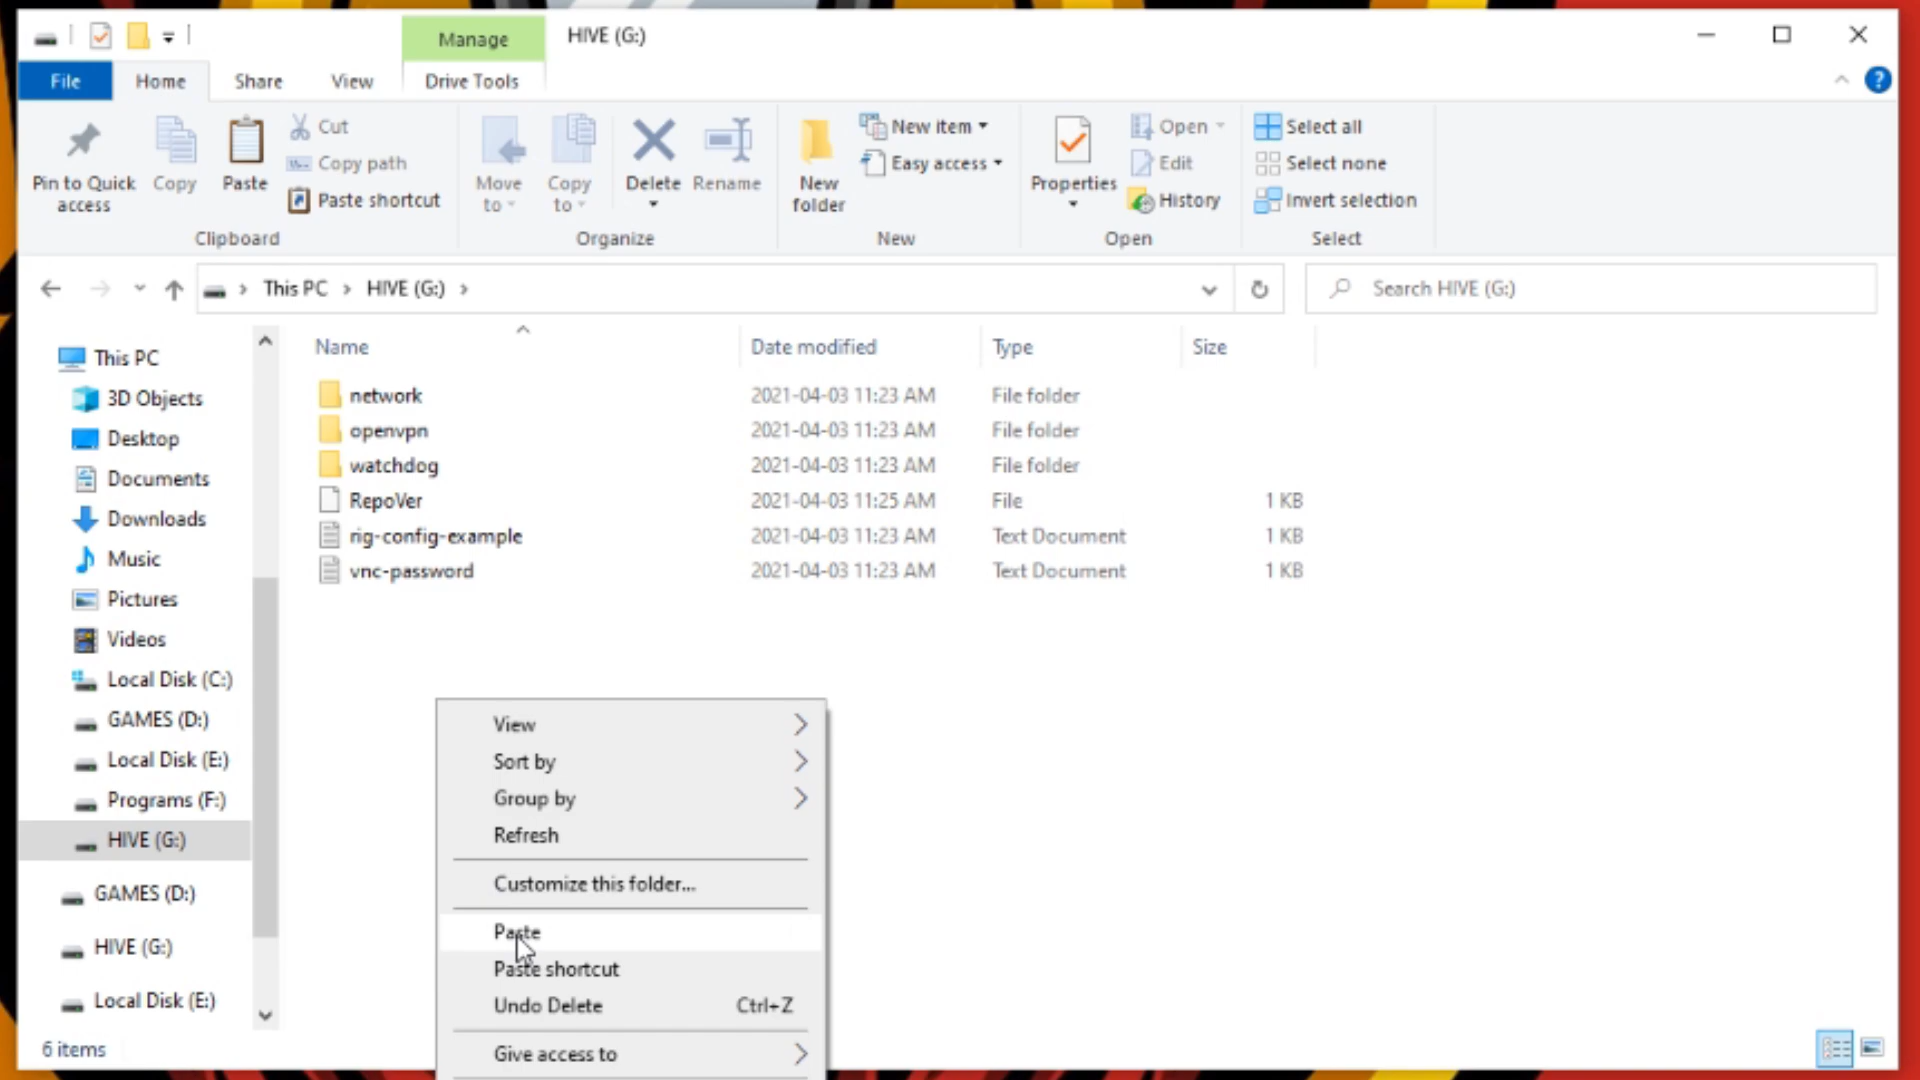 Manage
HIVE (G:)
File
Home
Share
View
Drive Tools
Pin to Quick
access
Copy
Paste
Cut
Copy path
Paste shortcut
Clipboard
Move
to
Copy
to
Delete
Rename
Organize
New
folder
New item
Easy access
New
Properties
Open
Edit
History
Open
Select all
Select none
Invert selection
Select
This PC > HIVE (G:) >
Search HIVE (G:)
Name Date modified Type Size
network 2021-04-03 11:23 AM File folder
openvpn 2021-04-03 11:23 AM File folder
watchdog 2021-04-03 11:23 AM File folder
RepoVer 2021-04-03 11:25 AM File 1 KB
rig-config-example 2021-04-03 11:23 AM Text Document 1 KB
vnc-password 2021-04-03 11:23 AM Text Document 1 KB
This PC
3D Objects
Desktop
Documents
Downloads
Music
Pictures
Videos
Local Disk (C:)
GAMES (D:)
Local Disk (E:)
Programs (F:)
HIVE (G:)
GAMES (D:)
HIVE (G:)
Local Disk (E:)
View
Sort by
Group by
Refresh
Customize this folder...
Paste
Paste shortcut
Undo Delete Ctrl+Z
Give access to
6 items